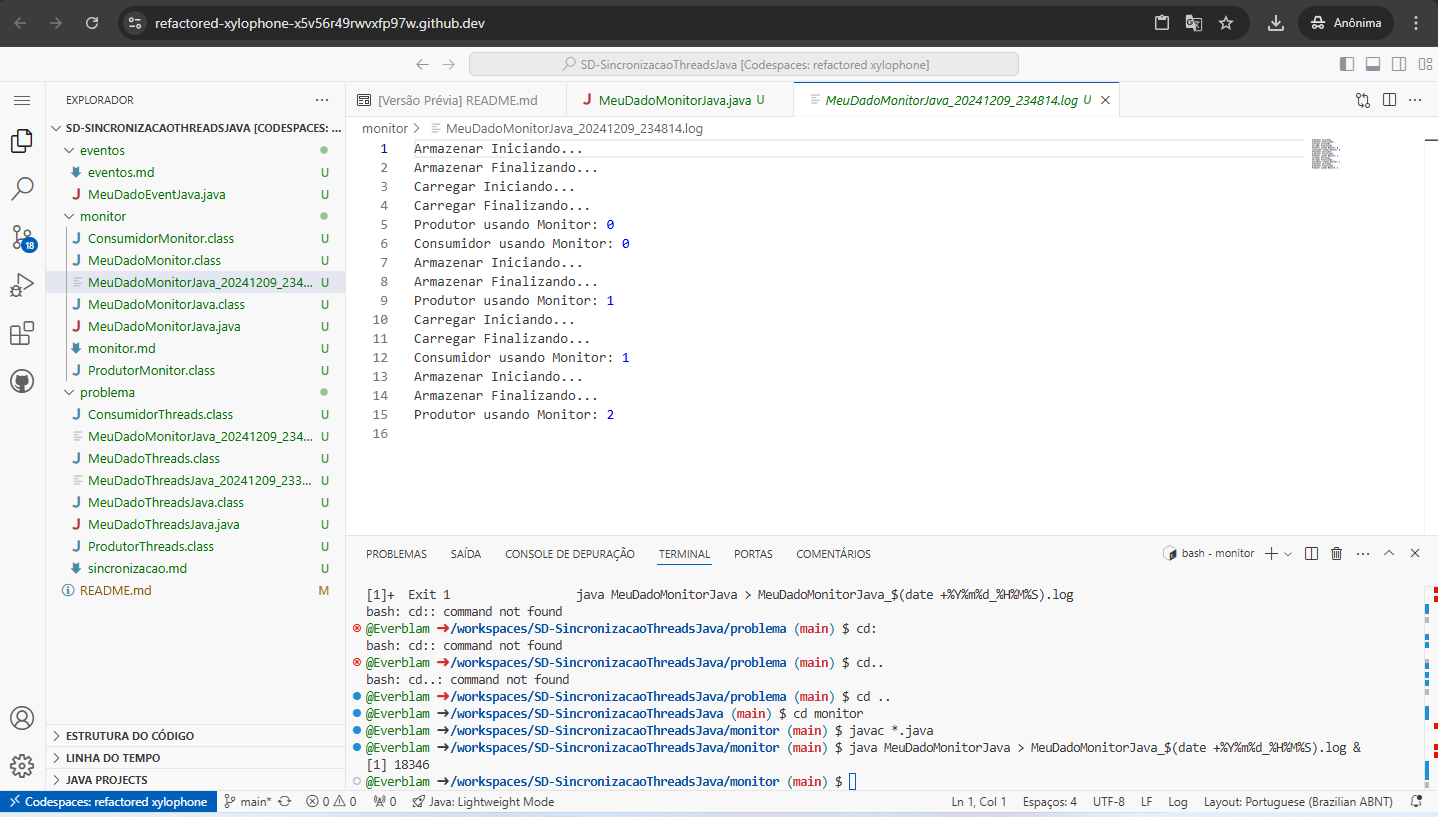 refactored-xylophone-x5v56r49rwvxfp97w.github.dev
Anônima
SD-SincronizacaoThreadsJava [Codespaces: refactored xylophone]
EXPLORADOR
SD-SINCRONIZACAOTHREADSJAVA [CODESPACES: ...
eventos
eventos.md U
MeuDadoEventJava.java U
monitor
ConsumidorMonitor.class U
MeuDadoMonitor.class U
MeuDadoMonitorJava_20241209_234... U
MeuDadoMonitorJava.class U
MeuDadoMonitorJava.java U
monitor.md U
ProdutorMonitor.class U
problema
ConsumidorThreads.class U
MeuDadoMonitorJava_20241209_234... U
MeuDadoThreads.class U
MeuDadoThreadsJava_20241209_233... U
MeuDadoThreadsJava.class U
MeuDadoThreadsJava.java U
ProdutorThreads.class U
sincronizacao.md U
README.md M
18
ESTRUTURA DO CÓDIGO
LINHA DO TEMPO
JAVA PROJECTS
[Versão Prévia] README.md
MeuDadoMonitorJava.java U
MeuDadoMonitorJava_20241209_234814.log U
monitor > MeuDadoMonitorJava_20241209_234814.log
1 Armazenar Iniciando...
2 Armazenar Finalizando...
3 Carregar Iniciando...
4 Carregar Finalizando...
5 Produtor usando Monitor: 0
6 Consumidor usando Monitor: 0
7 Armazenar Iniciando...
8 Armazenar Finalizando...
9 Produtor usando Monitor: 1
10 Carregar Iniciando...
11 Carregar Finalizando...
12 Consumidor usando Monitor: 1
13 Armazenar Iniciando...
14 Armazenar Finalizando...
15 Produtor usando Monitor: 2
16
PROBLEMAS SAÍDA CONSOLE DE DEPURAÇÃO TERMINAL PORTAS COMENTÁRIOS
bash - monitor
[1]+ Exit 1 java MeuDadoMonitorJava > MeuDadoMonitorJava_$(date +%Y%m%d_%H%M%S).log
bash: cd:: command not found
@Everblam ➜/workspaces/SD-SincronizacaoThreadsJava/problema (main) $ cd:
bash: cd:: command not found
@Everblam ➜/workspaces/SD-SincronizacaoThreadsJava/problema (main) $ cd..
bash: cd..: command not found
@Everblam ➜/workspaces/SD-SincronizacaoThreadsJava/problema (main) $ cd ..
@Everblam ➜/workspaces/SD-SincronizacaoThreadsJava (main) $ cd monitor
@Everblam ➜/workspaces/SD-SincronizacaoThreadsJava/monitor (main) $ javac *.java
@Everblam ➜/workspaces/SD-SincronizacaoThreadsJava/monitor (main) $ java MeuDadoMonitorJava > MeuDadoMonitorJava_$(date +%Y%m%d_%H%M%S).log &
[1] 18346
@Everblam ➜/workspaces/SD-SincronizacaoThreadsJava/monitor (main) $
Codespaces: refactored xylophone main* 0 0 0 Java: Lightweight Mode Ln 1, Col 1 Espaços: 4 UTF-8 LF Log Layout: Portuguese (Brazilian ABNT)